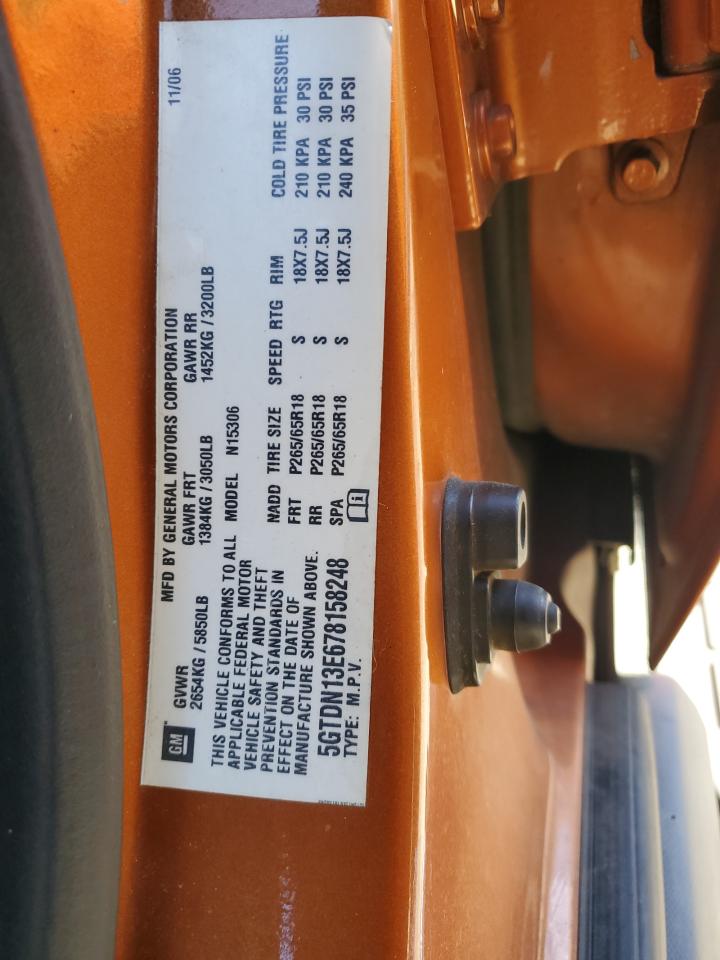 MFD BY GENERAL MOTORS CORPORATION 11/06
GM
GVWR GAWR FRT GAWR RR
2654KG / 5850LB 1384KG / 3050LB 1452KG / 3200LB
THIS VEHICLE CONFORMS TO ALL
APPLICABLE FEDERAL MOTOR
VEHICLE SAFETY AND THEFT
PREVENTION STANDARDS IN
EFFECT ON THE DATE OF
MANUFACTURE SHOWN ABOVE.
5GTDN13E678158248
TYPE: M.P.V.
MODEL N15306
NADD TIRE SIZE SPEED RTG RIM COLD TIRE PRESSURE
FRT P265/65R18 S 18X7.5J 210 KPA 30 PSI
RR P265/65R18 S 18X7.5J 210 KPA 30 PSI
SPA P265/65R18 S 18X7.5J 240 KPA 35 PSI